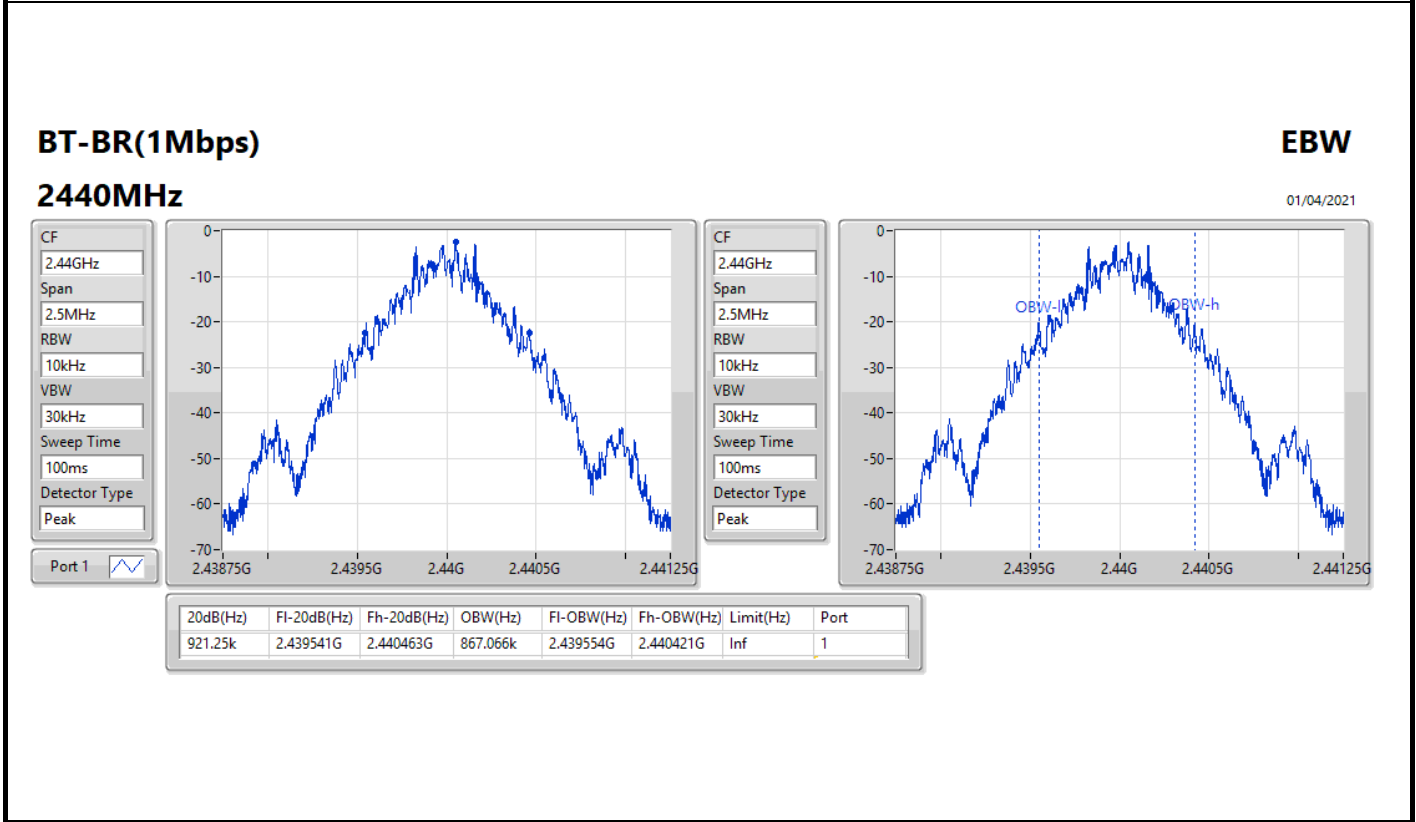 BT-BR(1Mbps)
EBW
2440MHz
01/04/2021
CF
2.44GHz
Span
2.5MHz
RBW
10kHz
VBW
30kHz
Sweep Time
100ms
Detector Type
Peak
Port 1
0
-10
-20
-30
-40
-50
-60
-70
2.43875G 2.4395G 2.44G 2.4405G 2.44125G
CF
2.44GHz
Span
2.5MHz
RBW
10kHz
VBW
30kHz
Sweep Time
100ms
Detector Type
Peak
0
-10
-20
-30
-40
-50
-60
-70
OBW-l OBW-h
2.43875G 2.4395G 2.44G 2.4405G 2.44125G
20dB(Hz) Fl-20dB(Hz) Fh-20dB(Hz) OBW(Hz) Fl-OBW(Hz) Fh-OBW(Hz) Limit(Hz) Port
921.25k 2.439541G 2.440463G 867.066k 2.439554G 2.440421G Inf 1